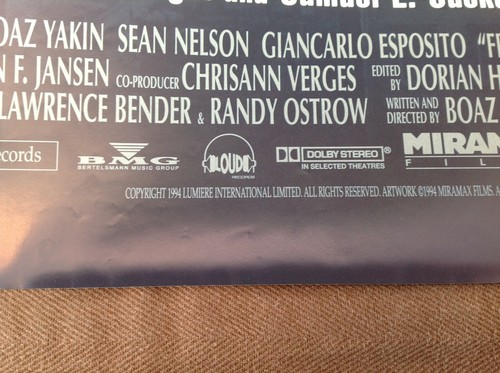 OAZ YAKIN SEAN NELSON GIANCARLO ESPOSITO
N F. JANSEN CO-PRODUCER CHRISANN VERGES EDITED BY DORIAN H
LAWRENCE BENDER & RANDY OSTROW WRITTEN AND DIRECTED BY BOAZ
ecords BMG BERTELSMANN MUSIC GROUP LOUD RECORDS DOLBY STEREO ® IN SELECTED THEATRES MIRAM FIL
COPYRIGHT 1994 LUMIERE INTERNATIONAL LIMITED. ALL RIGHTS RESERVED. ARTWORK ©1994 MIRAMAX FILMS. A